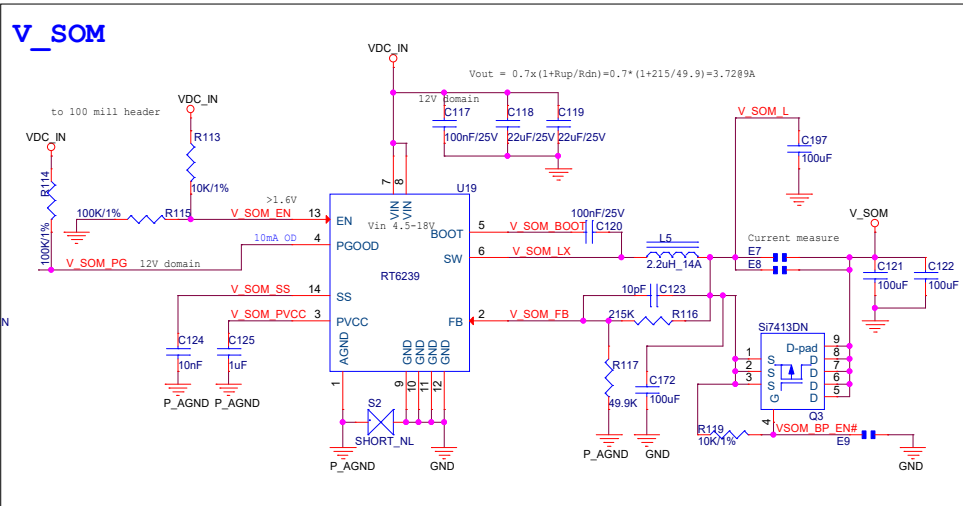 V_SOM
VDC_IN
Vout = 0.7x(1+Rup/Rdn)=0.7*(1+215/49.9)=3.72@9A
to 100 mill header
VDC_IN
VDC_IN
12V domain
C117
100nF/25V
C118
22uF/25V
C119
22uF/25V
V_SOM_L
C197
100uF
R113
10K/1%
R114
100K/1%
100K/1%
R115
>1.6V
V_SOM_EN
13
EN
7
8
VIN
VIN
U19
Vin 4.5-18V
10mA OD
4
PGOOD
V_SOM_PG
12V domain
RT6239
BOOT
5
V_SOM_BOOT
100nF/25V
C120
SW
6
V_SOM_LX
L5
2.2uH_14A
V_SOM
Current measure
E7
E8
C121
100uF
C122
100uF
V_SOM_SS
14
SS
V_SOM_PVCC
3
PVCC
FB
2
V_SOM_FB
10pF
C123
215K
R116
N
C124
10nF
C125
1uF
P_AGND
P_AGND
AGND
GND
GND
GND
GND
1
9
10
11
12
S2
SHORT_NL
P_AGND
GND
R117
49.9K
C172
100uF
P_AGND
GND
Si7413DN
1
2
3
S
S
S
G
D-pad
D
D
D
D
9
8
7
6
5
4
Q3
R119
10K/1%
VSOM_BP_EN#
E9
GND